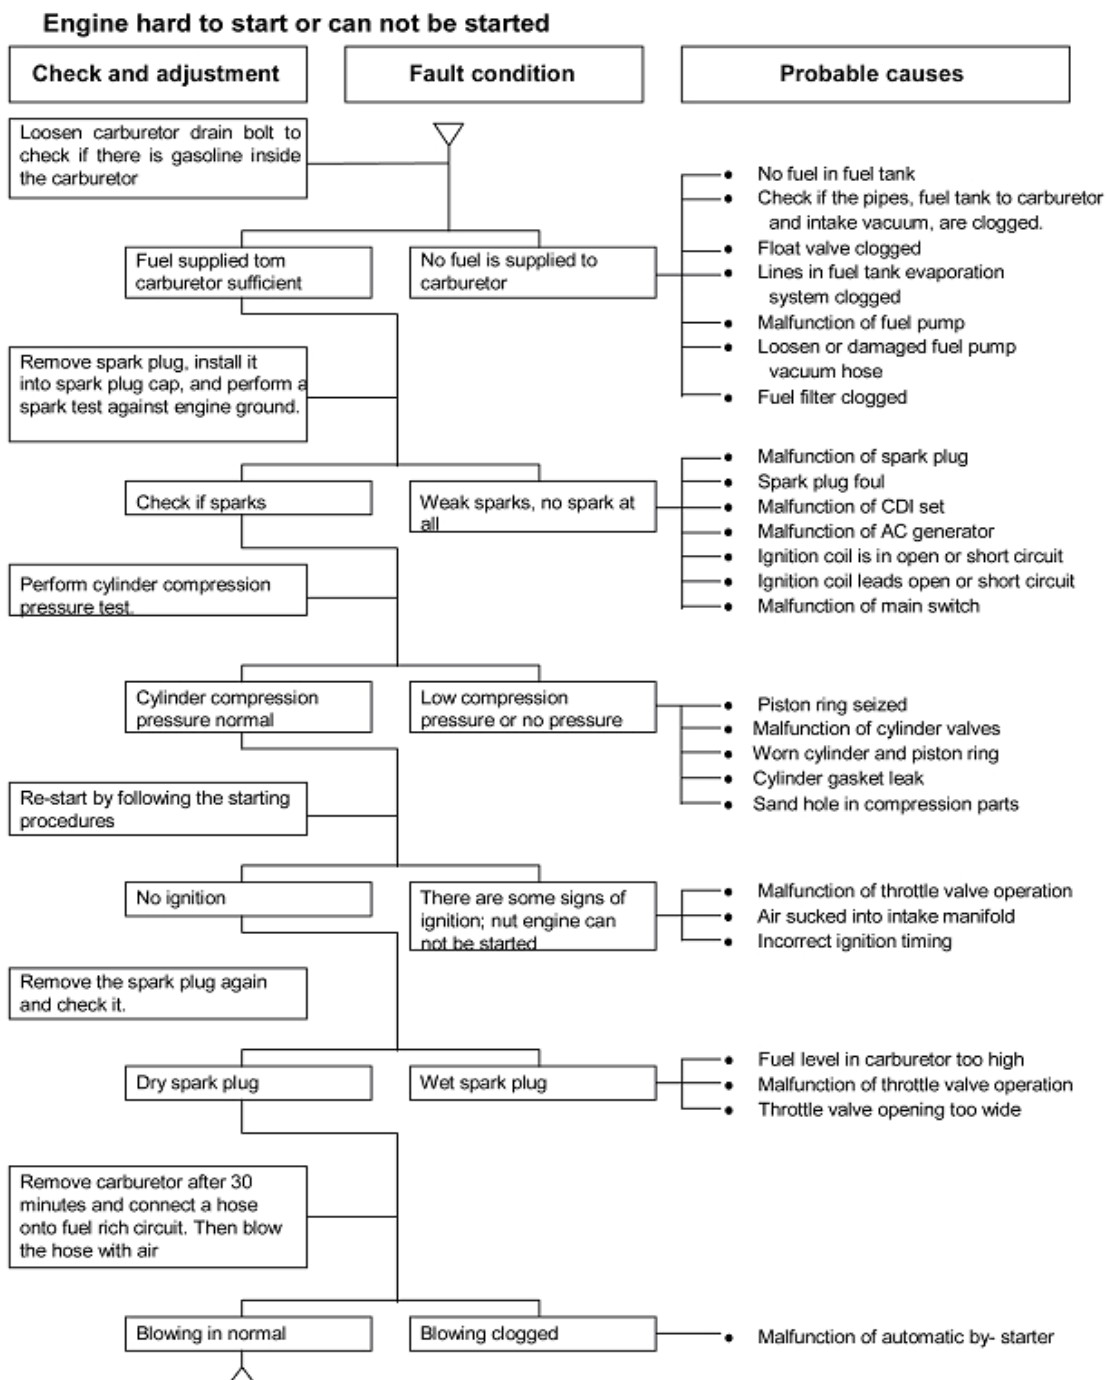 Engine hard to start or can not be started
Check and adjustment
Fault condition
Probable causes
Loosen carburetor drain bolt to
check if there is gasoline inside
the carburetor
Fuel supplied tom
carburetor sufficient
No fuel is supplied to
carburetor
• No fuel in fuel tank
• Check if the pipes, fuel tank to carburetor
and intake vacuum, are clogged.
• Float valve clogged
• Lines in fuel tank evaporation
system clogged
• Malfunction of fuel pump
• Loosen or damaged fuel pump
vacuum hose
• Fuel filter clogged
Remove spark plug, install it
into spark plug cap, and perform a
spark test against engine ground.
Check if sparks
Weak sparks, no spark at
all
• Malfunction of spark plug
• Spark plug foul
• Malfunction of CDI set
• Malfunction of AC generator
• Ignition coil is in open or short circuit
• Ignition coil leads open or short circuit
• Malfunction of main switch
Perform cylinder compression
pressure test.
Cylinder compression
pressure normal
Low compression
pressure or no pressure
• Piston ring seized
• Malfunction of cylinder valves
• Worn cylinder and piston ring
• Cylinder gasket leak
• Sand hole in compression parts
Re-start by following the starting
procedures
No ignition
There are some signs of
ignition; nut engine can
not be started
• Malfunction of throttle valve operation
• Air sucked into intake manifold
• Incorrect ignition timing
Remove the spark plug again
and check it.
Dry spark plug
Wet spark plug
• Fuel level in carburetor too high
• Malfunction of throttle valve operation
• Throttle valve opening too wide
Remove carburetor after 30
minutes and connect a hose
onto fuel rich circuit. Then blow
the hose with air
Blowing in normal
Blowing clogged
• Malfunction of automatic by- starter